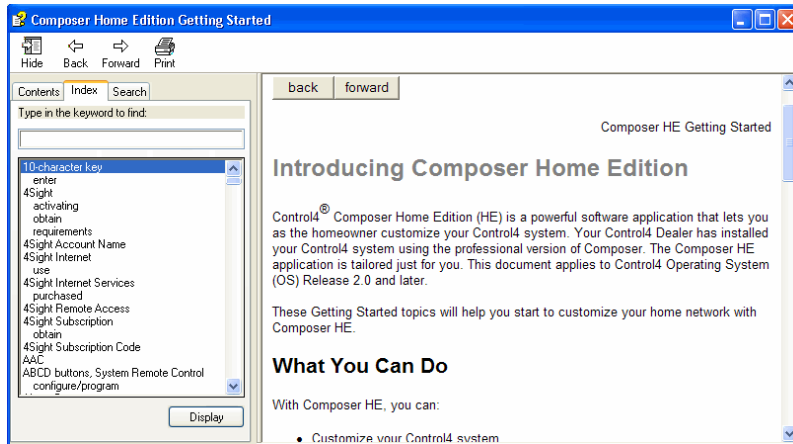 Composer Home Edition Getting Started
Hide Back Forward Print
Contents Index Search
Type in the keyword to find:
10-character key
enter
4Sight
activating
obtain
requirements
4Sight Account Name
4Sight Internet
use
4Sight Internet Services
purchased
4Sight Remote Access
4Sight Subscription
obtain
4Sight Subscription Code
AAC
ABCD buttons, System Remote Control
configure/program
Display
back forward
Composer HE Getting Started
Introducing Composer Home Edition
Control4® Composer Home Edition (HE) is a powerful software application that lets you
as the homeowner customize your Control4 system. Your Control4 Dealer has installed
your Control4 system using the professional version of Composer. The Composer HE
application is tailored just for you. This document applies to Control4 Operating System
(OS) Release 2.0 and later.
These Getting Started topics will help you start to customize your home network with
Composer HE.
What You Can Do
With Composer HE, you can:
• Customize your Control4 system